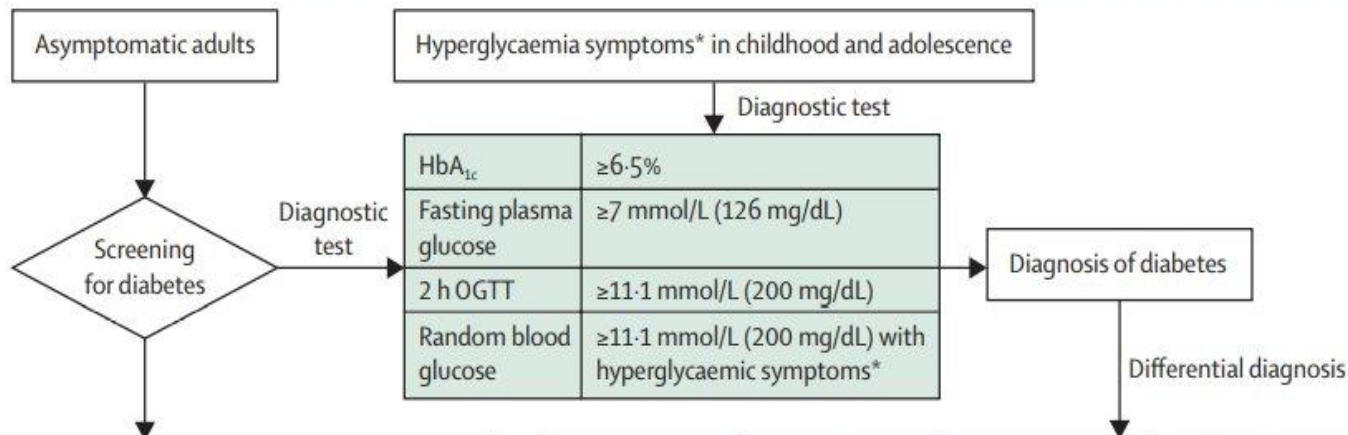 Asymptomatic adults
Hyperglycaemia symptoms* in childhood and adolescence
Diagnostic test
Screening
for diabetes
Diagnostic
test
HbA1c
≥6·5%
Fasting plasma
glucose
≥7 mmol/L (126 mg/dL)
2 h OGTT
≥11·1 mmol/L (200 mg/dL)
Random blood
glucose
≥11·1 mmol/L (200 mg/dL) with
hyperglycaemic symptoms*
Diagnosis of diabetes
Differential diagnosis